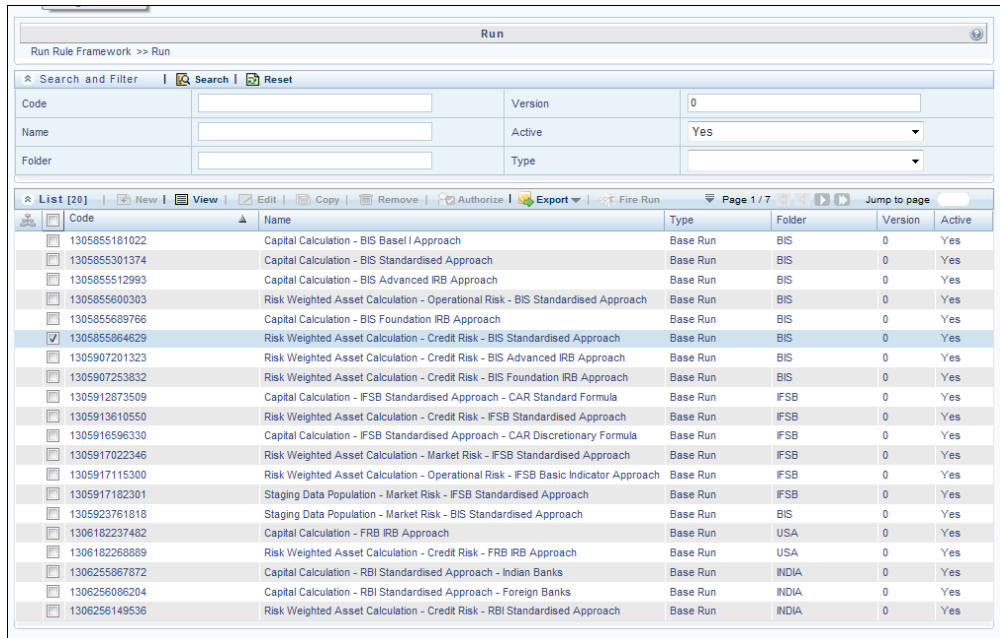 Run
Run Rule Framework >> Run
Search and Filter | Search | Reset
Code Version 0
Name Active Yes
Folder Type
List [20] | New | View | Edit | Copy | Remove | Authorize | Export | Fire Run Page 1 / 7 Jump to page
Code Name Type Folder Version Active
1305855181022 Capital Calculation - BIS Basel I Approach Base Run BIS 0 Yes
1305855301374 Capital Calculation - BIS Standardised Approach Base Run BIS 0 Yes
1305855512993 Capital Calculation - BIS Advanced IRB Approach Base Run BIS 0 Yes
1305855600303 Risk Weighted Asset Calculation - Operational Risk - BIS Standardised Approach Base Run BIS 0 Yes
1305855689766 Capital Calculation - BIS Foundation IRB Approach Base Run BIS 0 Yes
1305855864629 Risk Weighted Asset Calculation - Credit Risk - BIS Standardised Approach Base Run BIS 0 Yes
1305907201323 Risk Weighted Asset Calculation - Credit Risk - BIS Advanced IRB Approach Base Run BIS 0 Yes
1305907253832 Risk Weighted Asset Calculation - Credit Risk - BIS Foundation IRB Approach Base Run BIS 0 Yes
1305912873509 Capital Calculation - IFSB Standardised Approach - CAR Standard Formula Base Run IFSB 0 Yes
1305913610550 Risk Weighted Asset Calculation - Credit Risk - IFSB Standardised Approach Base Run IFSB 0 Yes
1305916596330 Capital Calculation - IFSB Standardised Approach - CAR Discretionary Formula Base Run IFSB 0 Yes
1305917022346 Risk Weighted Asset Calculation - Market Risk - IFSB Standardised Approach Base Run IFSB 0 Yes
1305917115300 Risk Weighted Asset Calculation - Operational Risk - IFSB Basic Indicator Approach Base Run IFSB 0 Yes
1305917182301 Staging Data Population - Market Risk - IFSB Standardised Approach Base Run IFSB 0 Yes
1305923761818 Staging Data Population - Market Risk - BIS Standardised Approach Base Run BIS 0 Yes
1306182237482 Capital Calculation - FRB IRB Approach Base Run USA 0 Yes
1306182268889 Risk Weighted Asset Calculation - Credit Risk - FRB IRB Approach Base Run USA 0 Yes
1306255867872 Capital Calculation - RBI Standardised Approach - Indian Banks Base Run INDIA 0 Yes
1306256086204 Capital Calculation - RBI Standardised Approach - Foreign Banks Base Run INDIA 0 Yes
1306256149536 Risk Weighted Asset Calculation - Credit Risk - RBI Standardised Approach Base Run INDIA 0 Yes